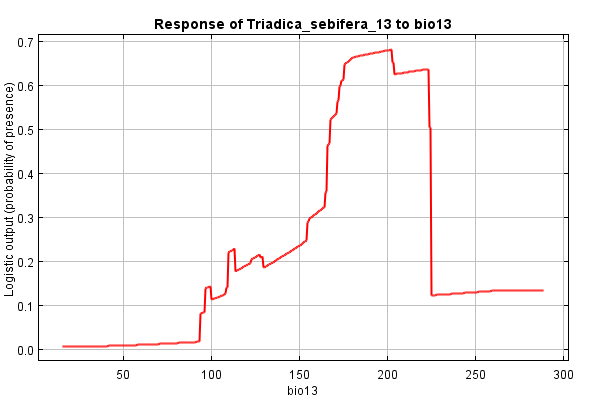 Response of Triadica_sebifera_13 to bio13
Logistic output (probability of presence)
0.7
0.6
0.5
0.4
0.3
0.2
0.1
0.0
50 100 150 200 250 300
bio13